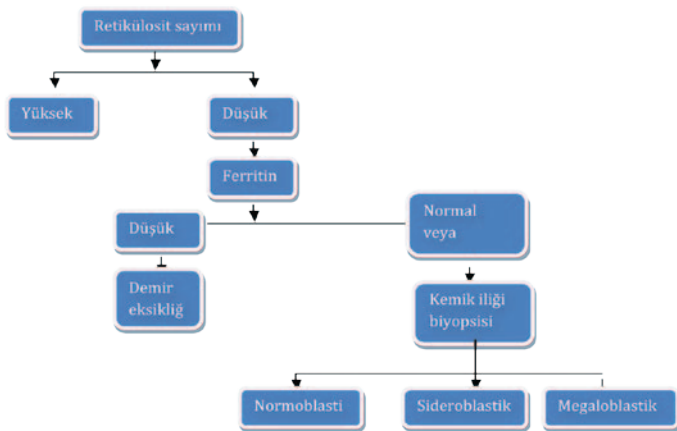 Retikülosit sayımı
Yüksek
Düşük
Ferritin
Düşük
Normal
veya
Demir
eksikliğ
Kemik iliği
biyopsisi
Normoblasti
Sideroblastik
Megaloblastik